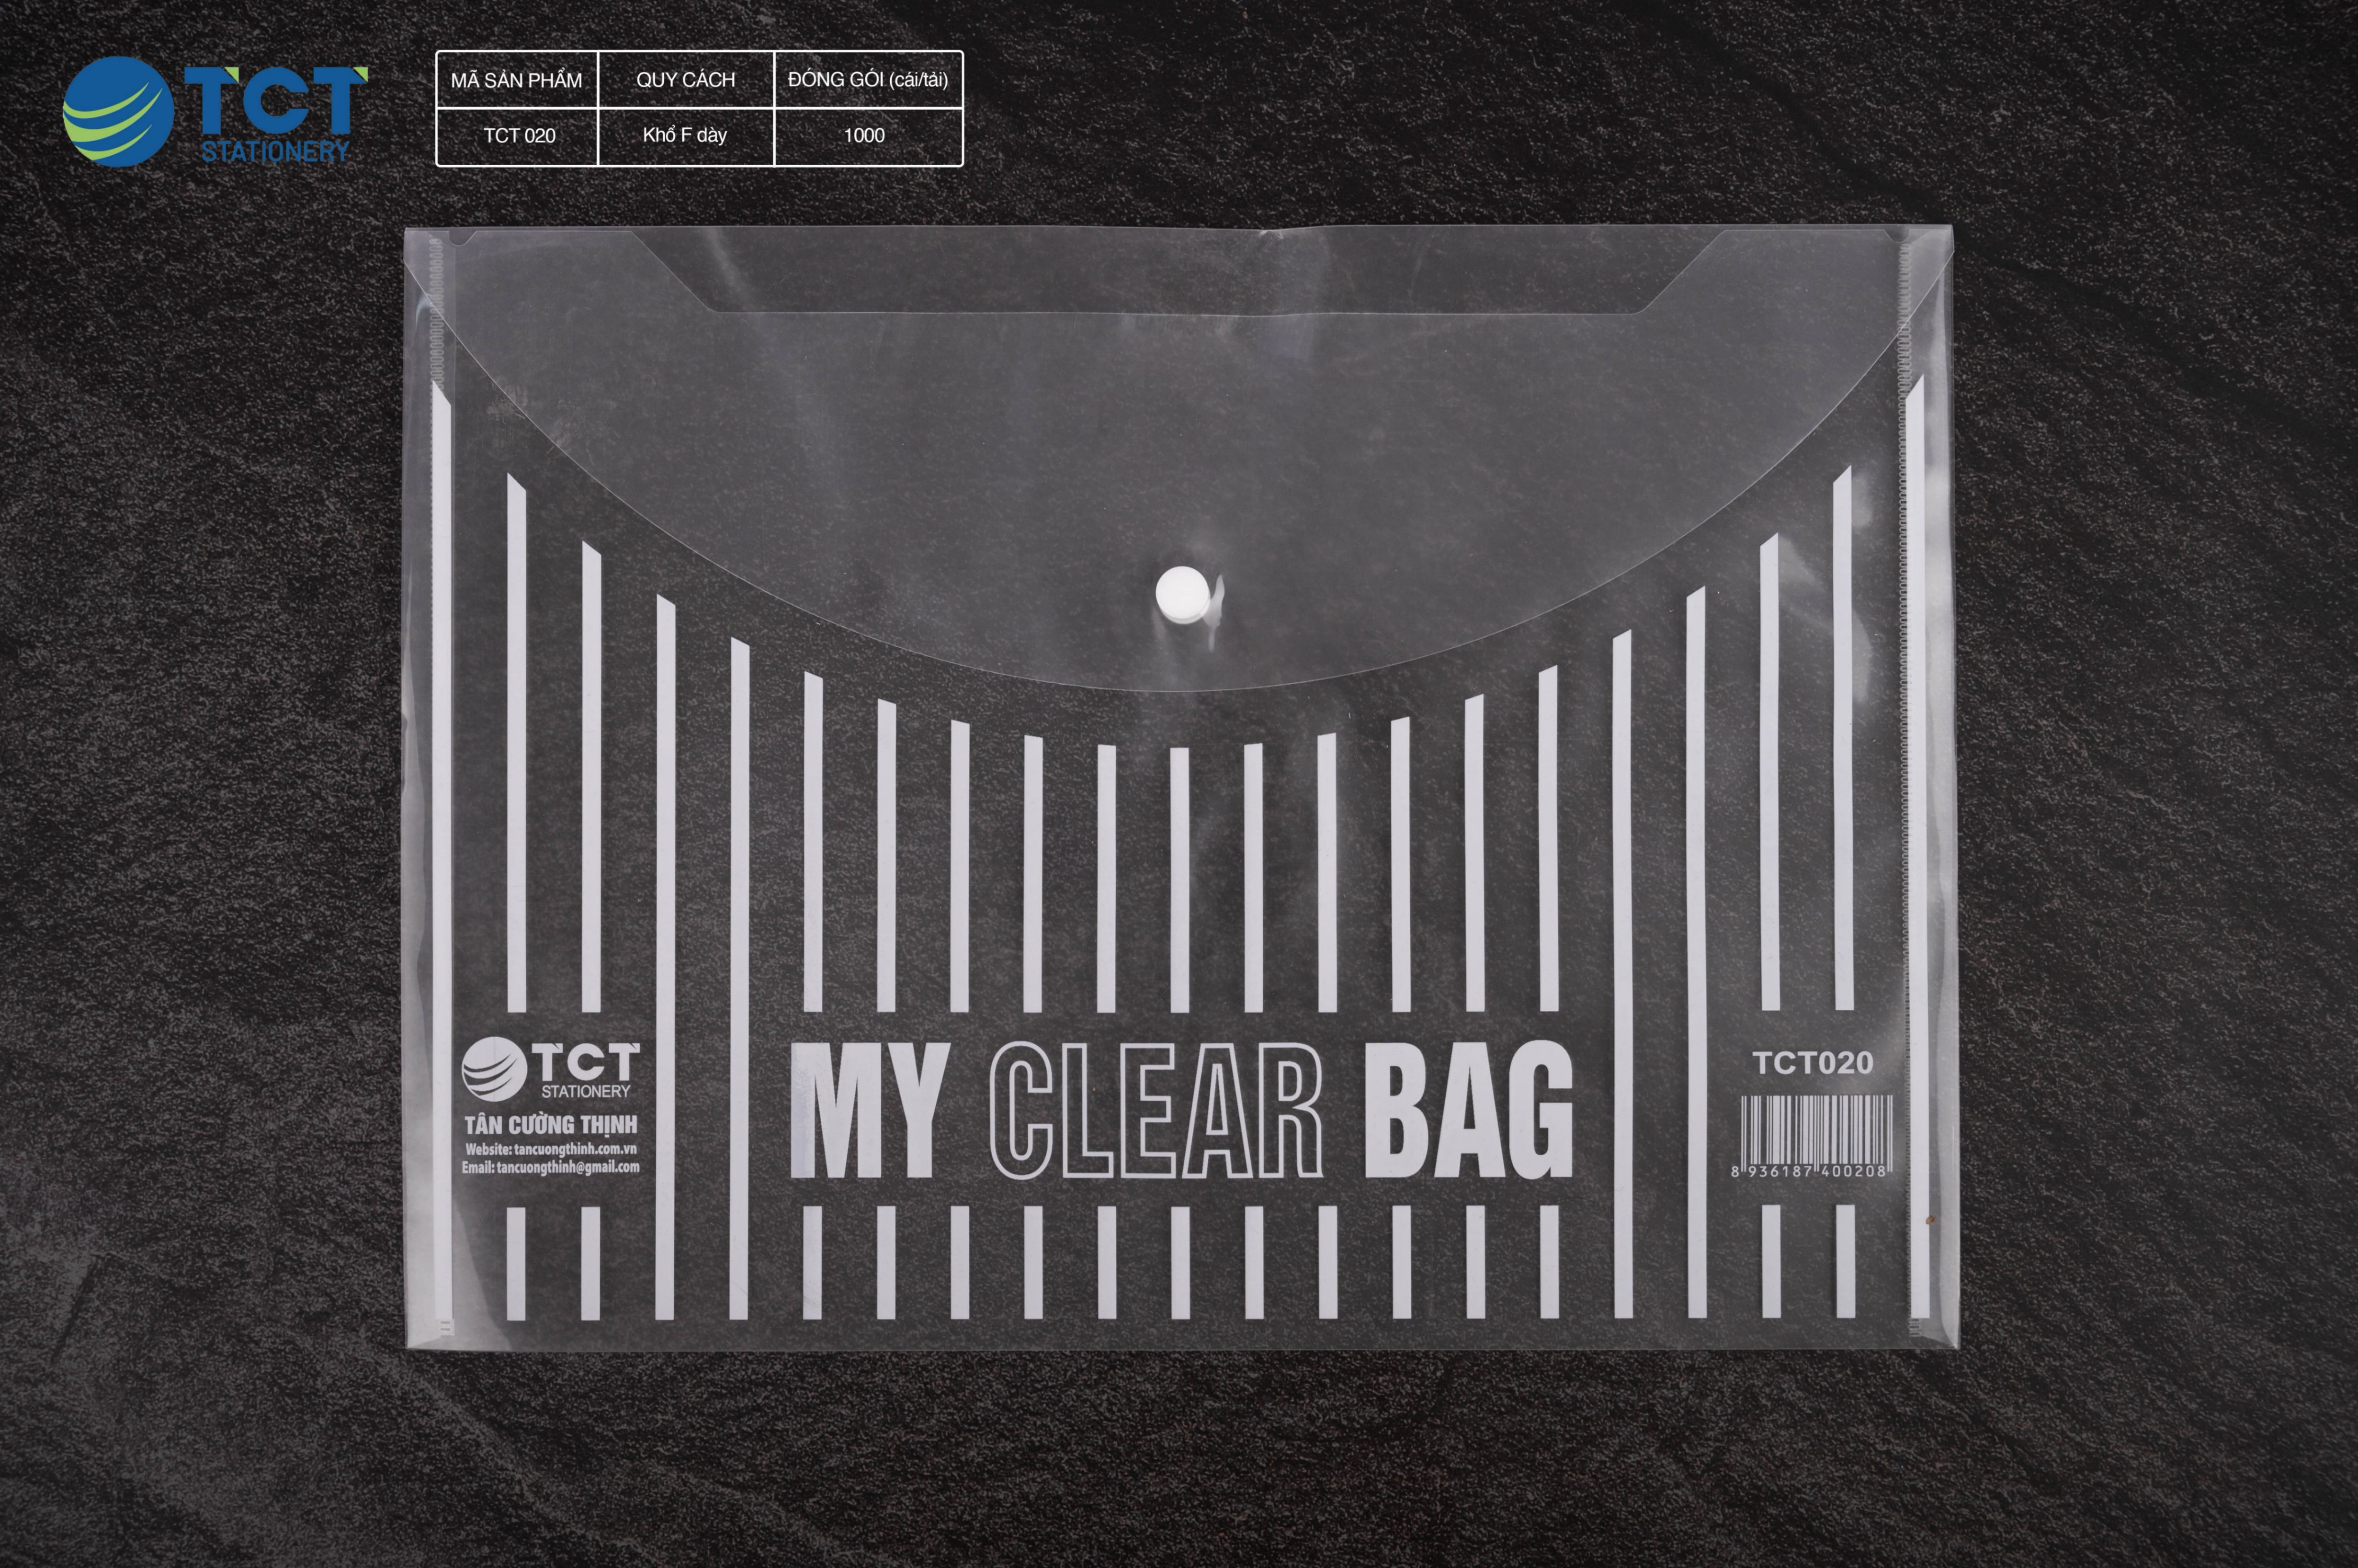 TCT
STATIONERY
MÃ SẢN PHẨM QUY CÁCH ĐÓNG GÓI (cái/tải)
TCT 020 Khổ F dày 1000
TCT
STATIONERY
TÂN CƯỜNG THỊNH
Website: tancuongthinh.com.vn
Email: tancuongthinh@gmail.com
MY CLEAR BAG
TCT020
8 936187 400208